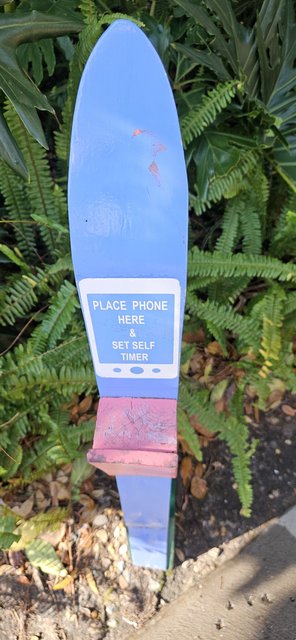 PLACE PHONE
HERE
&
SET SELF
TIMER